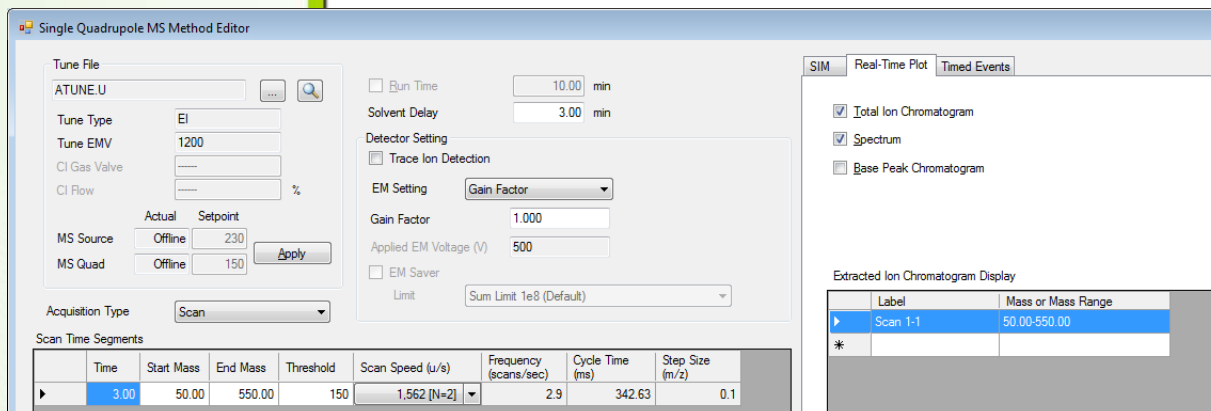 Single Quadrupole MS Method Editor
Tune File
ATUNE.U
...
Tune Type
EI
Tune EMV
1200
CI Gas Valve
------
CI Flow
------
%
Actual Setpoint
MS Source Offline 230
MS Quad Offline 150
Apply
Acquisition Type Scan
Run Time 10.00 min
Solvent Delay 3.00 min
Detector Setting
Trace Ion Detection
EM Setting Gain Factor
Gain Factor 1.000
Applied EM Voltage (V) 500
EM Saver
Limit Sum Limit 1e8 (Default)
SIM Real-Time Plot Timed Events
Total Ion Chromatogram
Spectrum
Base Peak Chromatogram
Extracted Ion Chromatogram Display
Label Mass or Mass Range
Scan 1-1 50.00-550.00
Scan Time Segments
Time Start Mass End Mass Threshold Scan Speed (u/s) Frequency (scans/sec) Cycle Time (ms) Step Size (m/z)
3.00 50.00 550.00 150 1,562 [N=2] 2.9 342.63 0.1